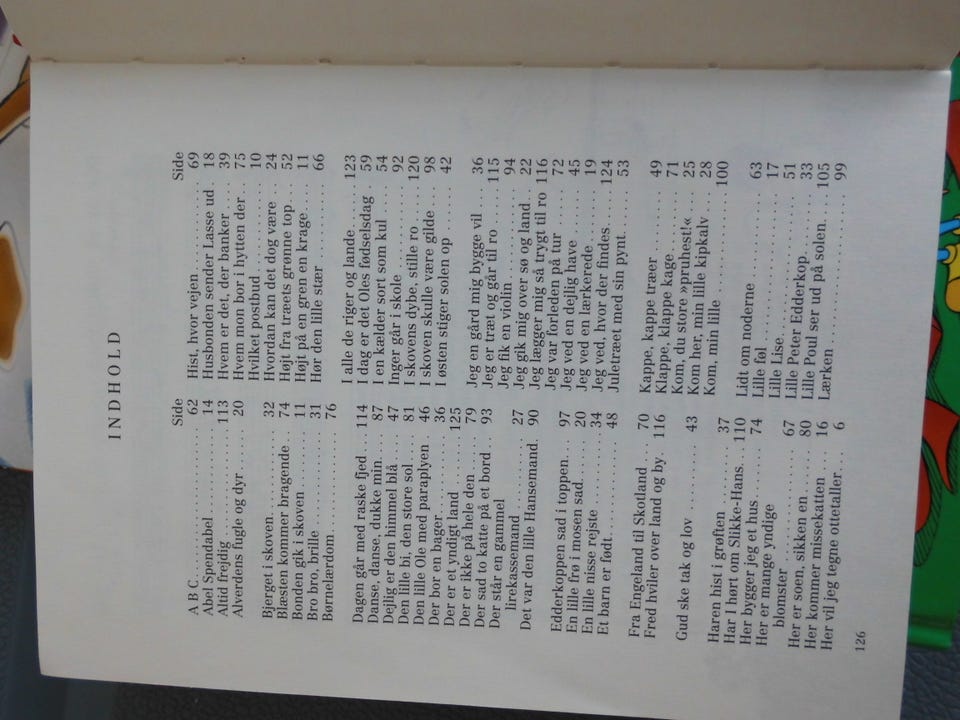 INDHOLD
Side
A B C 62
Abel Spendabel 14
Altid frejdig 113
Alverdens fugle og dyr 20
Bjerget i skoven 32
Blæsten kommer bragende 74
Bonden gik i skoven 11
Bro bro, brille 31
Børnelærdom 76
Dagen går med raske fjed 114
Danse, danse, dukke min 87
Dejlig er den himmel blå 47
Den lille bi, den store sol 81
Den lille Ole med paraplyen 46
Der bor en bager 36
Der er et yndigt land 125
Der er ikke på hele den 79
Der sad to katte på et bord 93
Der står en gammel
lirekassemand 27
Det var den lille Hansemand 90
Edderkoppen sad i toppen 97
En lille frø i mosen sad 20
En lille nisse rejste 34
Et barn er født 48
Fra Engeland til Skotland 70
Fred hviler over land og by 116
Gud ske tak og lov 43
Haren hist i grøften 37
Har I hørt om Slikke-Hans 110
Her bygger jeg et hus 74
Her er mange yndige
blomster 67
Her er soen, sikken en 80
Her kommer missekatten 16
Her vil jeg tegne ottetaller 6
Side
Hist, hvor vejen 69
Husbonden sender Lasse ud 18
Hvem er det, der banker 39
Hvem mon bor i hytten der 75
Hvilket postbud 10
Hvordan kan det dog være 24
Højt fra træets grønne top 52
Højt på en gren en krage 11
Hør den lille stær 66
I alle de riger og lande 123
I dag er det Oles fødselsdag 59
I en kælder sort som kul 54
Inger går i skole 92
I skovens dybe, stille ro 120
I skoven skulle være gilde 98
I østen stiger solen op 42
Jeg en gård mig bygge vil 36
Jeg er træt og går til ro 115
Jeg fik en violin 94
Jeg gik mig over sø og land 22
Jeg lægger mig så trygt til ro 116
Jeg var forleden på tur 72
Jeg ved en dejlig have 45
Jeg ved en lærkerede 19
Jeg ved, hvor der findes 124
Juletræet med sin pynt 53
Kappe, kappe træer 49
Klappe, klappe kage 71
Kom, du store »pruhest!« 25
Kom her, min lille kipkalv 28
Kom, min lille 100
Lidt om noderne 63
Lille føl 17
Lille Lise 51
Lille Peter Edderkop 33
Lille Poul ser ud på solen 105
Lærken 99
126